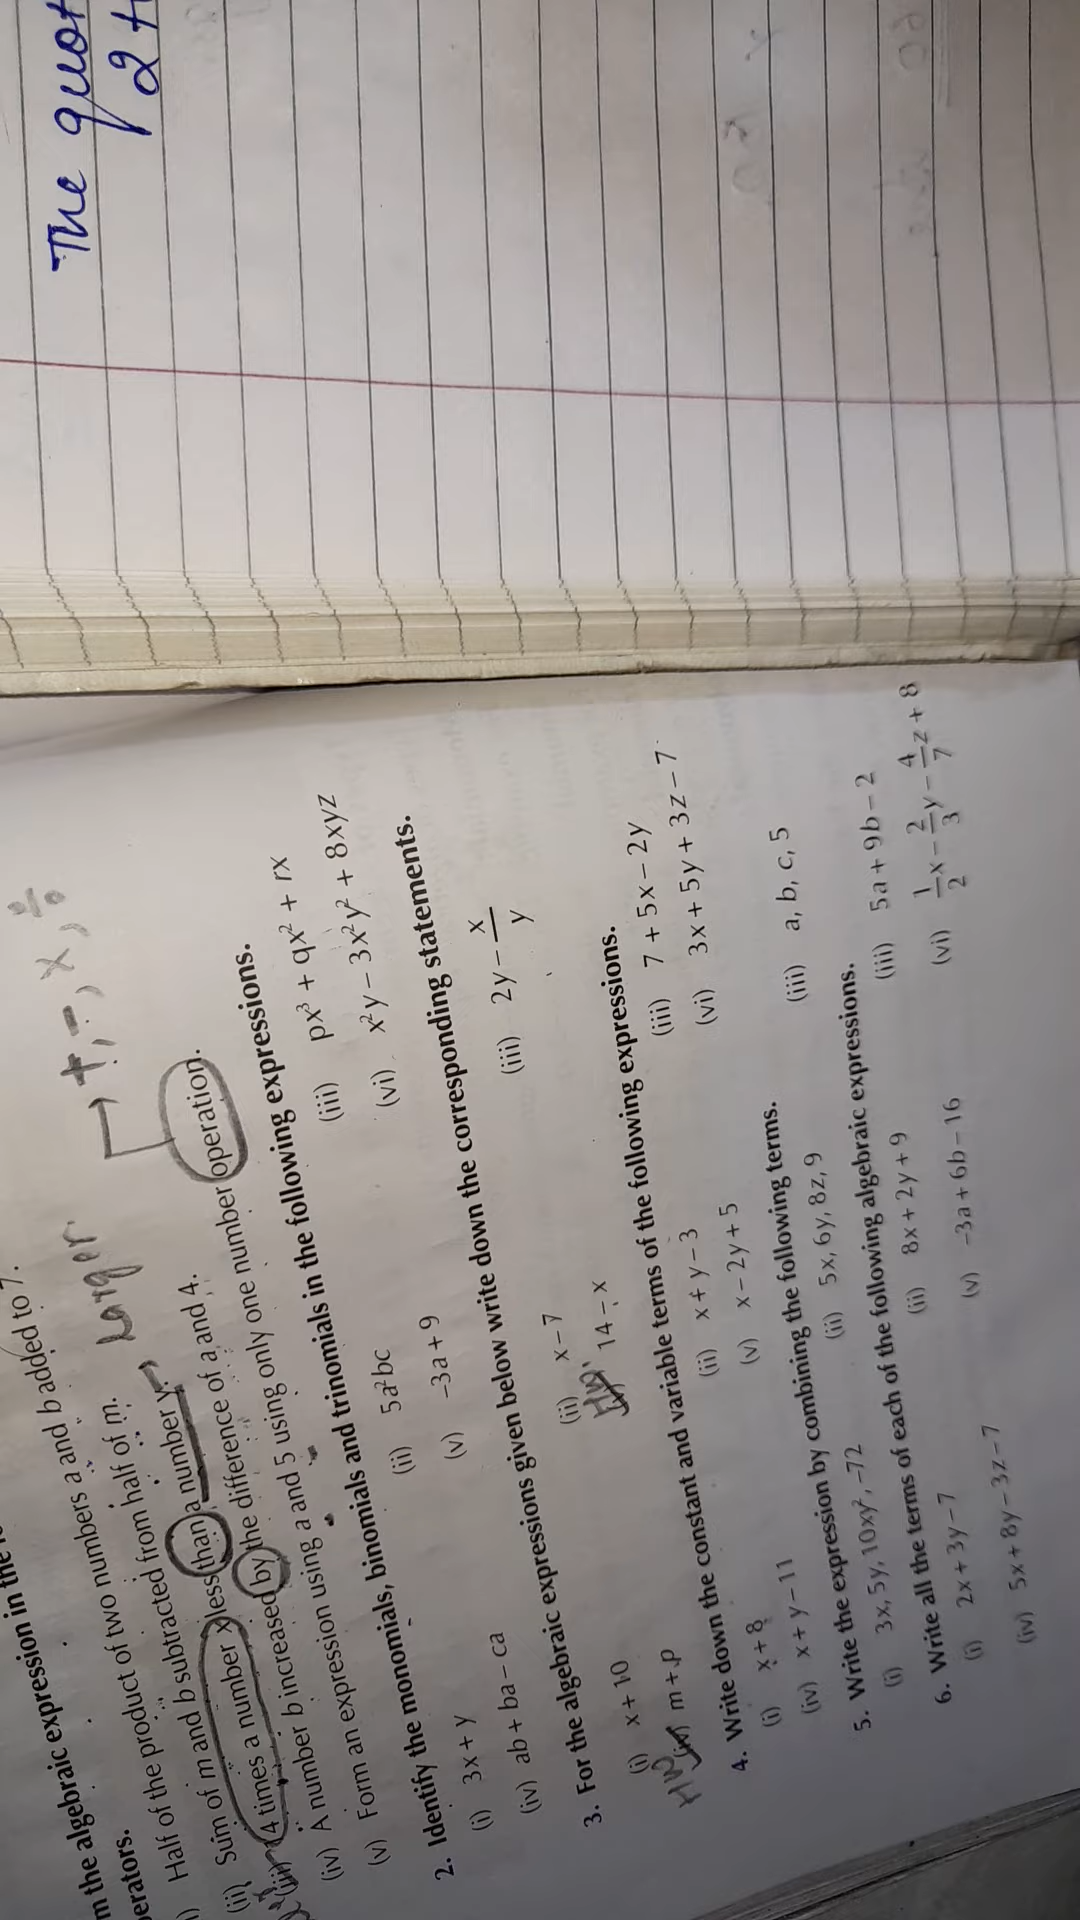 The quot
2 +
m the algebraic expression in the
perators.
Half of the product of two numbers a and b added to 7.
(ii) Sum of m and b subtracted from half of m. Larger
(iii) 4 times a number x less than a number y.
(iv) A number b increased by the difference of a and 4.
(v) Form an expression using a and 5 using only one number operation. → +, −, ×, ÷
2. Identify the monomials, binomials and trinomials in the following expressions.
(i) 3x + y (ii) 5a²bc (iii) px³ + qx² + rx
(iv) ab + ba − ca (v) −3a + 9 (vi) x²y − 3x²y² + 8xyz
3. For the algebraic expressions given below write down the corresponding statements.
(i) x + 10 (ii) x − 7 (iii) 2y − x/y
HW m + p HW 14 − x
4. Write down the constant and variable terms of the following expressions.
(i) x + 8 (ii) x + y − 3 (iii) 7 + 5x − 2y
(iv) x + y − 11 (v) x − 2y + 5 (vi) 3x + 5y + 3z − 7
5. Write the expression by combining the following terms.
(i) 3x, 5y, 10xy², −72 (ii) 5x, 6y, 8z, 9 (iii) a, b, c, 5
6. Write all the terms of each of the following algebraic expressions.
(i) 2x + 3y − 7 (ii) 8x + 2y + 9 (iii) 5a + 9b − 2
(iv) 5x + 8y − 3z − 7 (v) −3a + 6b − 16 (vi) 1/2x − 2/3y − 4/7z + 8